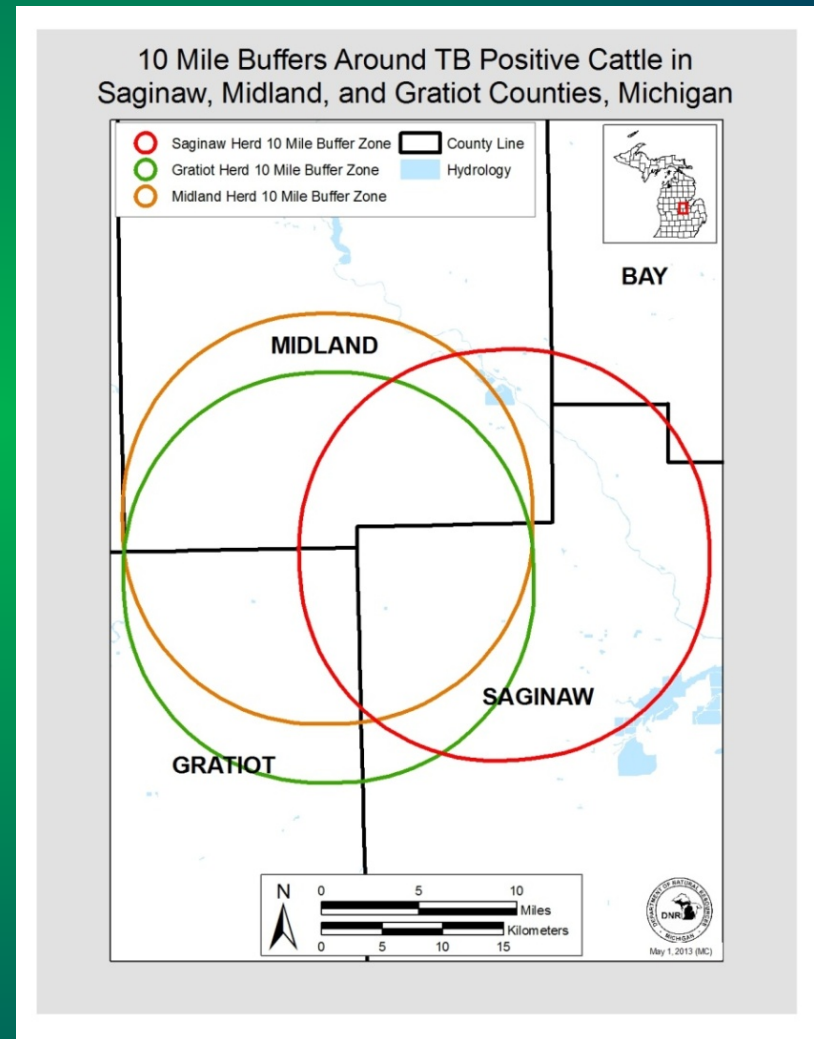 10 Mile Buffers Around TB Positive Cattle in
Saginaw, Midland, and Gratiot Counties, Michigan
Saginaw Herd 10 Mile Buffer Zone
Gratiot Herd 10 Mile Buffer Zone
Midland Herd 10 Mile Buffer Zone
County Line
Hydrology
BAY
MIDLAND
SAGINAW
GRATIOT
N
0 5 10
Miles
Kilometers
0 5 10 15
DEPARTMENT OF NATURAL RESOURCES
DNR
MICHIGAN
May 1, 2013 (MC)